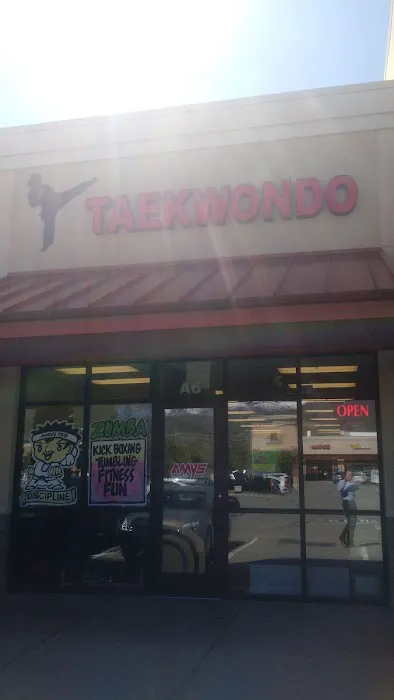 TAEKWONDO
A6
OPEN
ZUMBA
KICK BOXING
TUMBLING
FITNESS
FUN
AMYS
DISCIPLINE